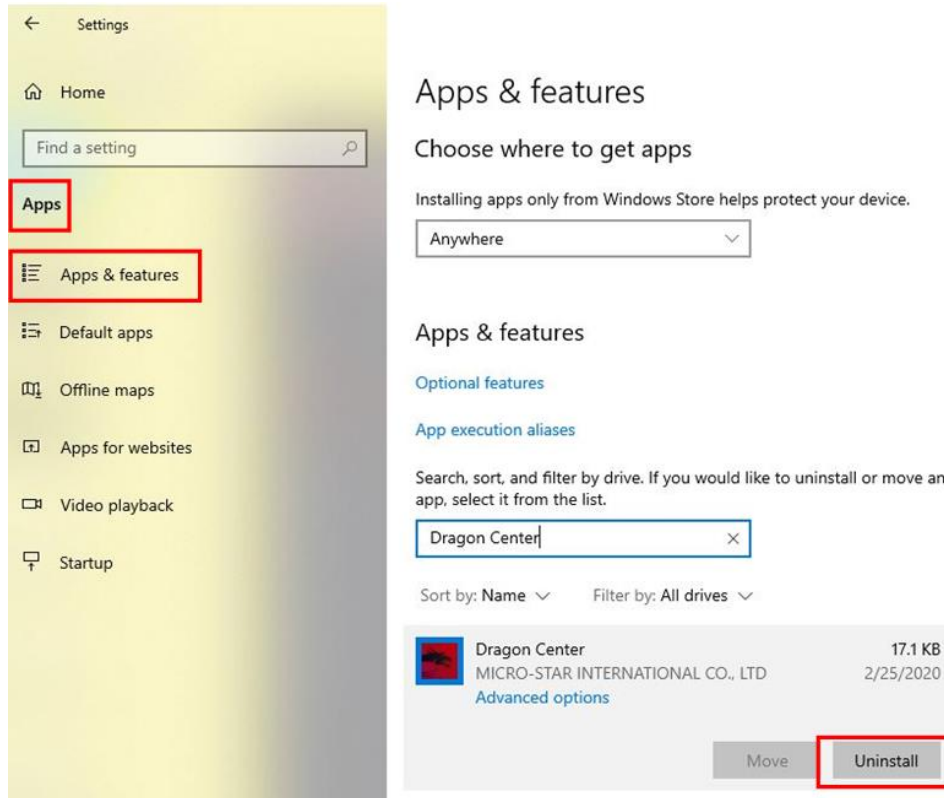 Settings
Home
Find a setting
Apps
Apps & features
Default apps
Offline maps
Apps for websites
Video playback
Startup
Apps & features
Choose where to get apps
Installing apps only from Windows Store helps protect your device.
Anywhere
Apps & features
Optional features
App execution aliases
Search, sort, and filter by drive. If you would like to uninstall or move an
app, select it from the list.
Dragon Center
Sort by: Name Filter by: All drives
Dragon Center 17.1 KB
MICRO-STAR INTERNATIONAL CO., LTD 2/25/2020
Advanced options
Move Uninstall